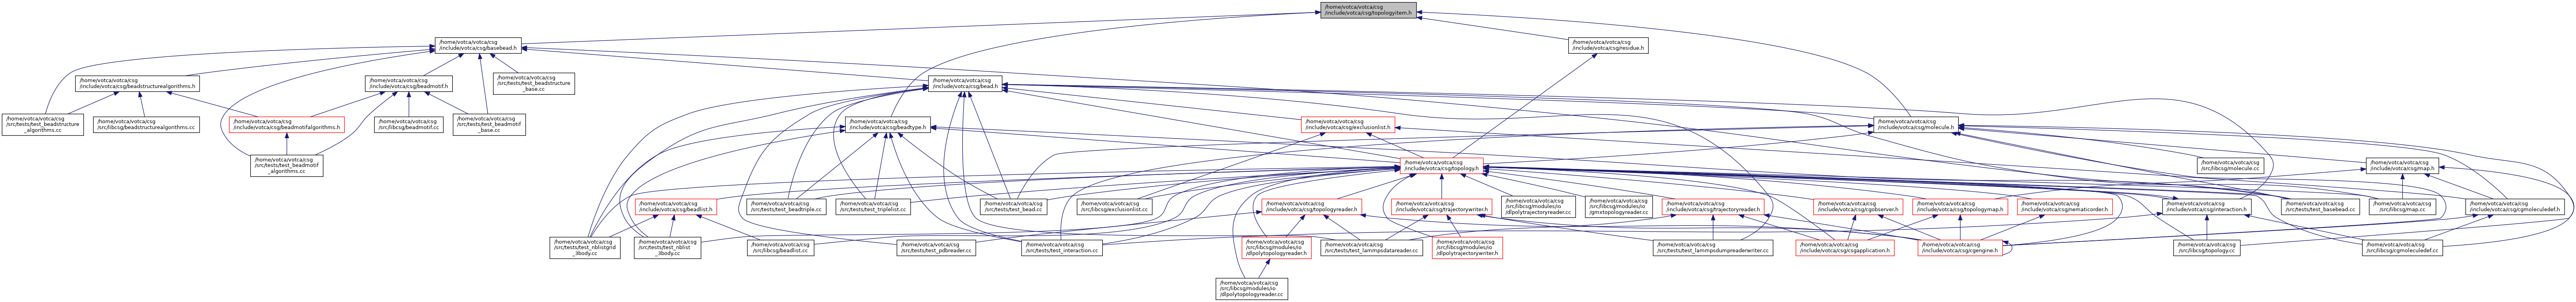 /home/votca/votca/csg
/include/votca/csg/topologyitem.h
/home/votca/votca/csg
/include/votca/csg/basebead.h
/home/votca/votca/csg
/include/votca/csg/residue.h
/home/votca/votca/csg
/include/votca/csg/beadstructurealgorithms.h
/home/votca/votca/csg
/include/votca/csg/beadmotif.h
/home/votca/votca/csg
/src/tests/test_beadstructure
_base.cc
/home/votca/votca/csg
/include/votca/csg/bead.h
/home/votca/votca/csg
/src/tests/test_beadstructure
_algorithms.cc
/home/votca/votca/csg
/src/libcsg/beadstructurealgorithms.cc
/home/votca/votca/csg
/include/votca/csg/beadmotifalgorithms.h
/home/votca/votca/csg
/src/libcsg/beadmotif.cc
/home/votca/votca/csg
/src/tests/test_beadmotif
_base.cc
/home/votca/votca/csg
/include/votca/csg/beadtype.h
/home/votca/votca/csg
/include/votca/csg/exclusionlist.h
/home/votca/votca/csg
/include/votca/csg/molecule.h
/home/votca/votca/csg
/src/tests/test_beadmotif
_algorithms.cc
/home/votca/votca/csg
/include/votca/csg/topology.h
/home/votca/votca/csg
/src/libcsg/molecule.cc
/home/votca/votca/csg
/include/votca/csg/map.h
/home/votca/votca/csg
/include/votca/csg/beadlist.h
/home/votca/votca/csg
/src/tests/test_beadtriple.cc
/home/votca/votca/csg
/src/tests/test_triplelist.cc
/home/votca/votca/csg
/src/tests/test_bead.cc
/home/votca/votca/csg
/src/libcsg/exclusionlist.cc
/home/votca/votca/csg
/include/votca/csg/topologyreader.h
/home/votca/votca/csg
/include/votca/csg/trajectorywriter.h
/home/votca/votca/csg
/src/libcsg/modules/io
/dlpolytrajectoryreader.cc
/home/votca/votca/csg
/src/libcsg/modules/io
/gmxtopologyreader.cc
/home/votca/votca/csg
/include/votca/csg/trajectoryreader.h
/home/votca/votca/csg
/include/votca/csg/cgobserver.h
/home/votca/votca/csg
/include/votca/csg/topologymap.h
/home/votca/votca/csg
/include/votca/csg/nematicorder.h
/home/votca/votca/csg
/include/votca/csg/interaction.h
/home/votca/votca/csg
/src/tests/test_basebead.cc
/home/votca/votca/csg
/src/libcsg/map.cc
/home/votca/votca/csg
/include/votca/csg/cgmoleculedef.h
/home/votca/votca/csg
/src/tests/test_nblistgrid
_3body.cc
/home/votca/votca/csg
/src/tests/test_nblist
_3body.cc
/home/votca/votca/csg
/src/libcsg/beadlist.cc
/home/votca/votca/csg
/src/tests/test_pdbreader.cc
/home/votca/votca/csg
/src/tests/test_interaction.cc
/home/votca/votca/csg
/src/libcsg/modules/io
/dlpolytopologyreader.h
/home/votca/votca/csg
/src/tests/test_lammpsdatareader.cc
/home/votca/votca/csg
/src/libcsg/modules/io
/dlpolytrajectorywriter.h
/home/votca/votca/csg
/src/tests/test_lammpsdumpreaderwriter.cc
/home/votca/votca/csg
/include/votca/csg/csgapplication.h
/home/votca/votca/csg
/include/votca/csg/cgengine.h
/home/votca/votca/csg
/src/libcsg/topology.cc
/home/votca/votca/csg
/src/libcsg/cgmoleculedef.cc
/home/votca/votca/csg
/src/libcsg/modules/io
/dlpolytopologyreader.cc